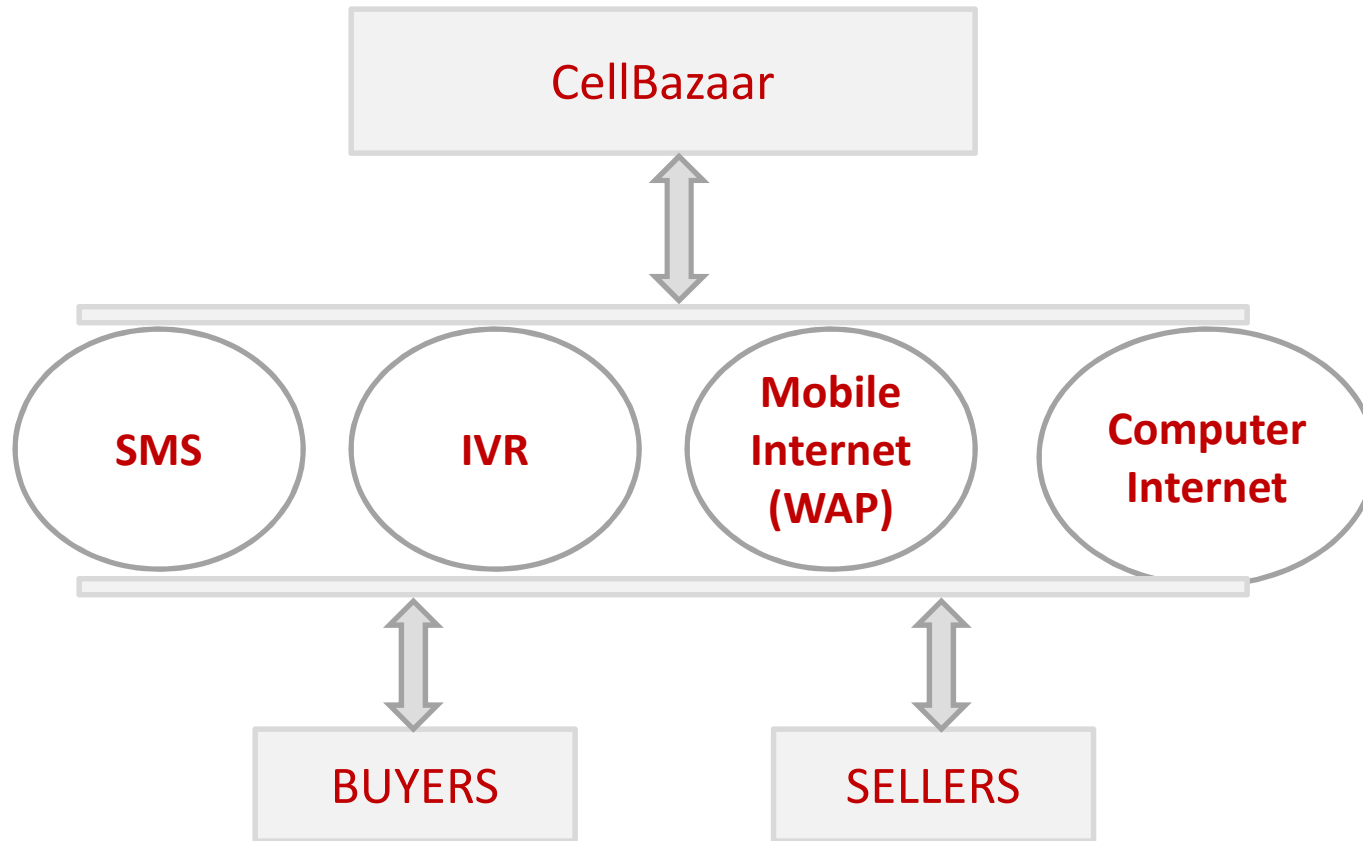 CellBazaar
SMS
IVR
Mobile
Internet
(WAP)
Computer
Internet
BUYERS
SELLERS